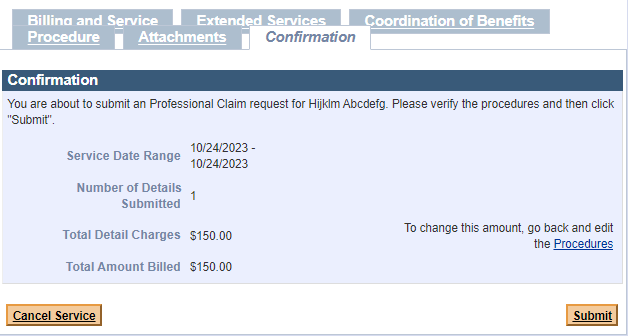 Billing and Service Extended Services Coordination of Benefits
Procedure Attachments Confirmation
Confirmation
You are about to submit an Professional Claim request for Hijklm Abcdefg. Please verify the procedures and then click
"Submit".
Service Date Range 10/24/2023 -
10/24/2023
Number of Details
Submitted 1
Total Detail Charges $150.00
To change this amount, go back and edit
the Procedures
Total Amount Billed $150.00
Cancel Service Submit